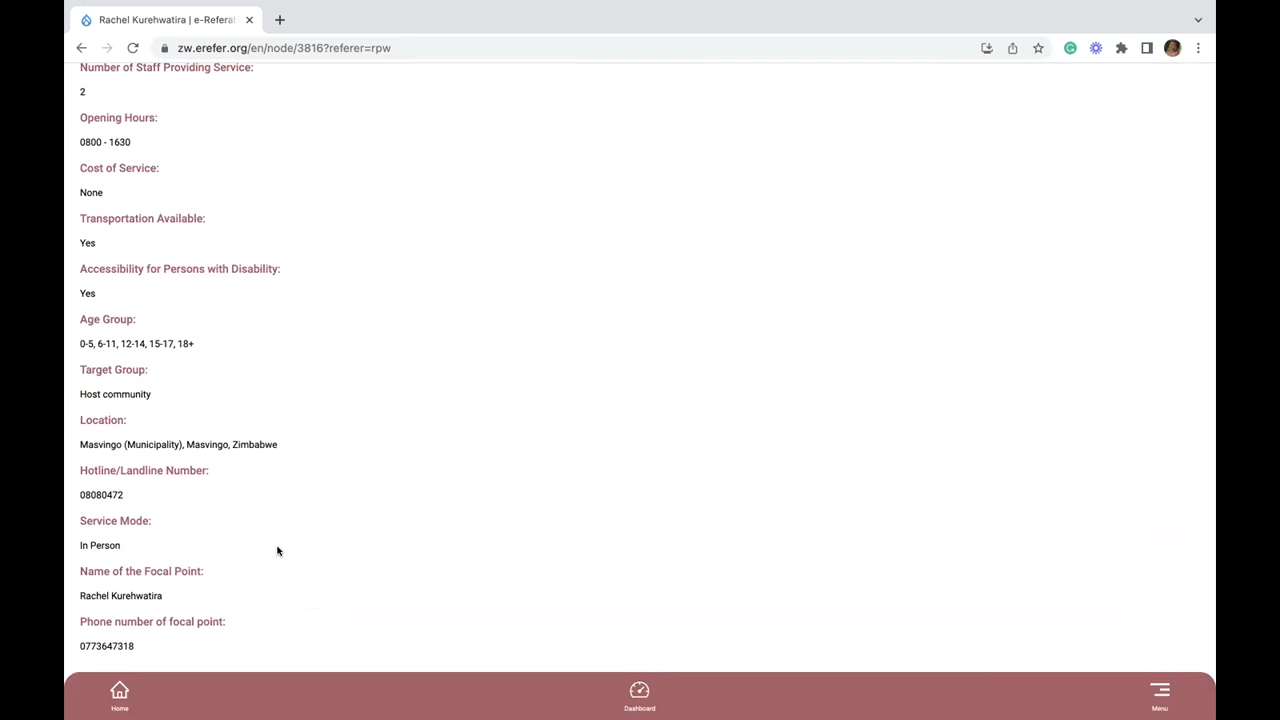 Rachel Kurehwatira | e-Referal
zw.erefer.org/en/node/3816?referer=rpw
Number of Staff Providing Service:
2
Opening Hours:
0800 - 1630
Cost of Service:
None
Transportation Available:
Yes
Accessibility for Persons with Disability:
Yes
Age Group:
0-5, 6-11, 12-14, 15-17, 18+
Target Group:
Host community
Location:
Masvingo (Municipality), Masvingo, Zimbabwe
Hotline/Landline Number:
08080472
Service Mode:
In Person
Name of the Focal Point:
Rachel Kurehwatira
Phone number of focal point:
0773647318
Home
Dashboard
Menu